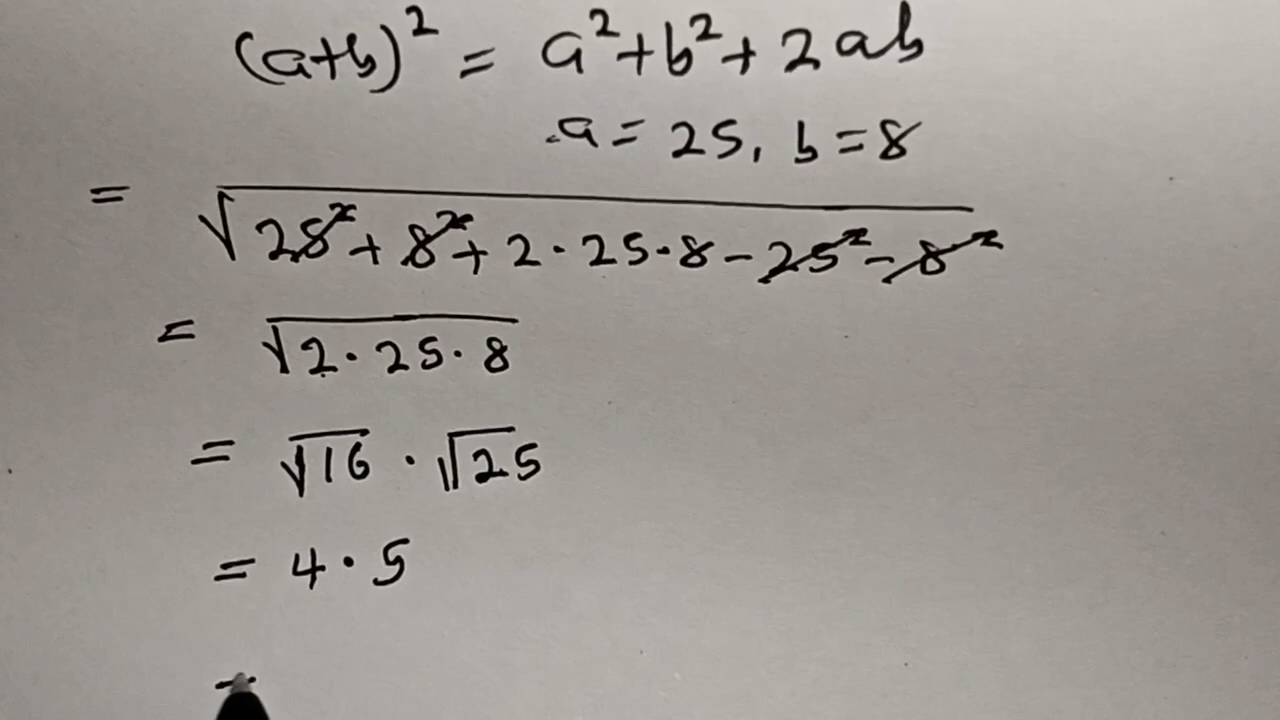 (a+b)² = a²+b²+2ab
a = 25, b = 8
= √25²+8²+2·25·8-25²-8²
= √2·25·8
= √16·√25
= 4·5